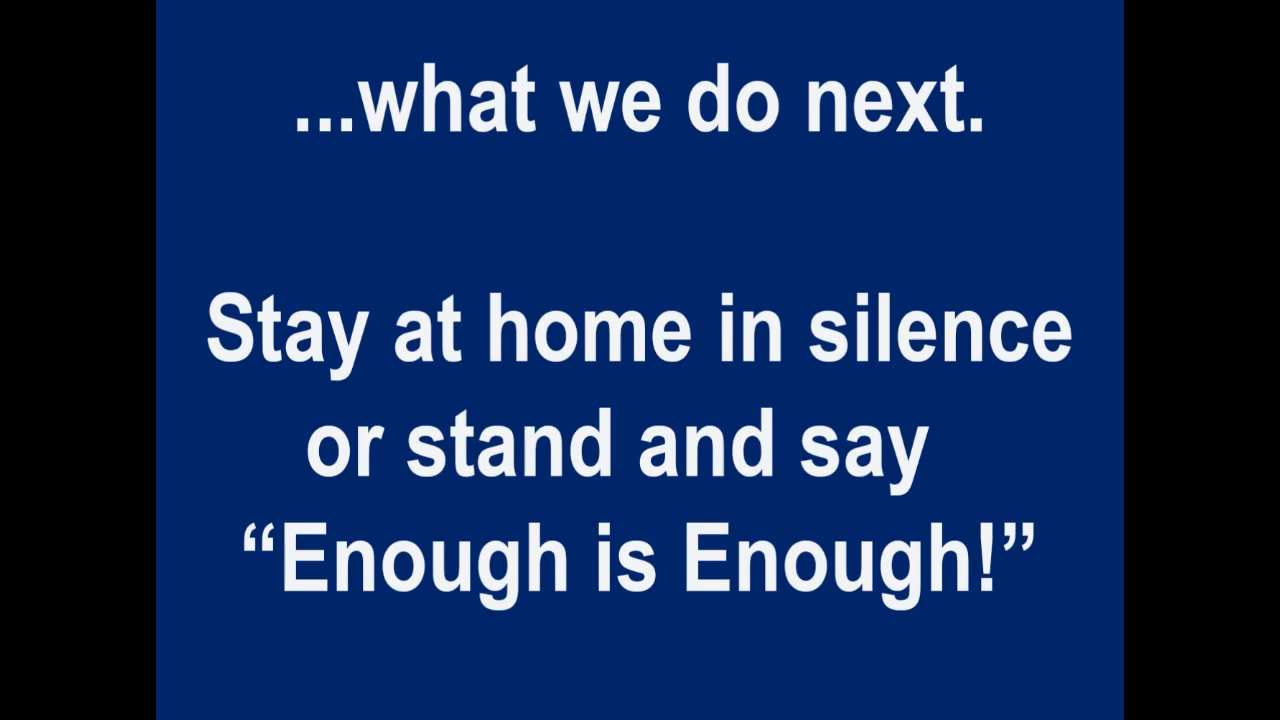 ...what we do next.
Stay at home in silence
or stand and say
“Enough is Enough!”